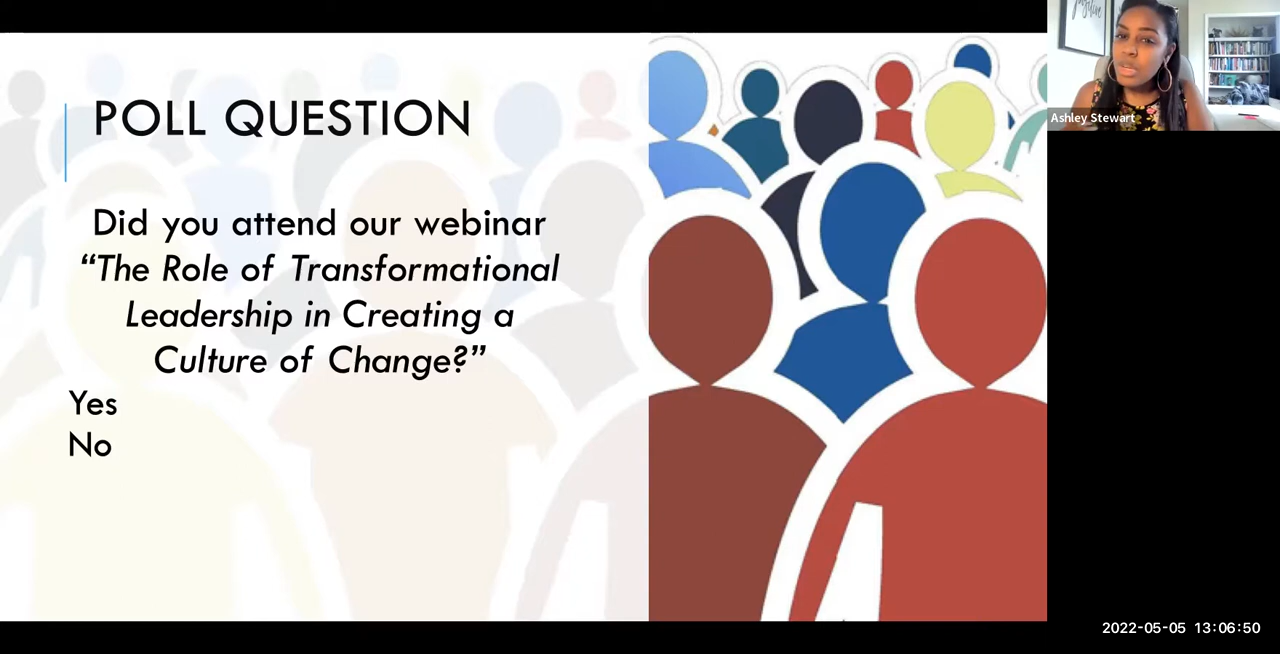 POLL QUESTION
Did you attend our webinar
“The Role of Transformational
Leadership in Creating a
Culture of Change?”
Yes
No
positive
Ashley Stewart
2022-05-05 13:06:50